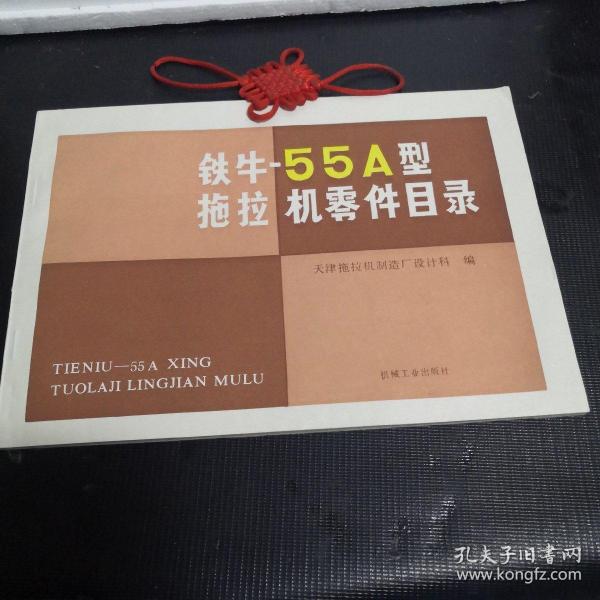 铁牛-55A型
拖拉机零件目录
天津拖拉机制造厂设计科 编
TIENIU—55A XING
TUOLAJI LINGJIAN MULU
机械工业出版社
孔夫子旧书网
www.kongfz.com